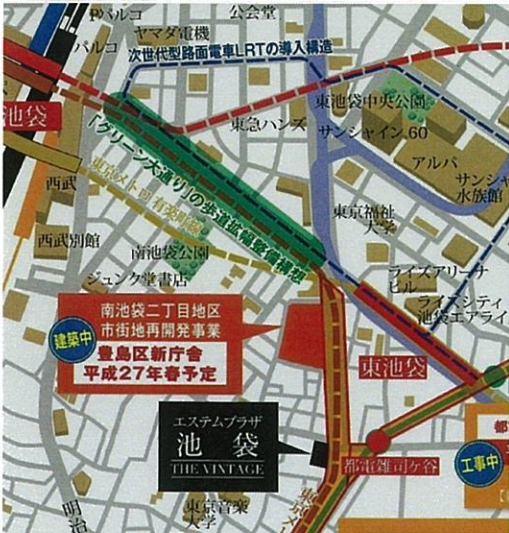 Pパルコ
公会堂
パルコ
ヤマダ電機
次世代型路面電車LRTの導入構造
池袋
東池袋中央公園
東急ハンズ
サンシャイン60
アルパ
サンシャ
水族館
「グリーン大通り」の歩道拡幅整備構想
東京メトロ有楽町線
西武
東京福祉
大学
西武別館
南池袋公園
ジュンク堂書店
ライズアリーナ
ビル
ライズシティ
池袋エアライ
南池袋二丁目地区
市街地再開発事業
建築中
豊島区新庁舎
平成27年春予定
東池袋
エステムプラザ
池袋
THE VINTAGE
都電雑司ヶ谷
都
工事中
明治
東京音楽
大学
東京メー